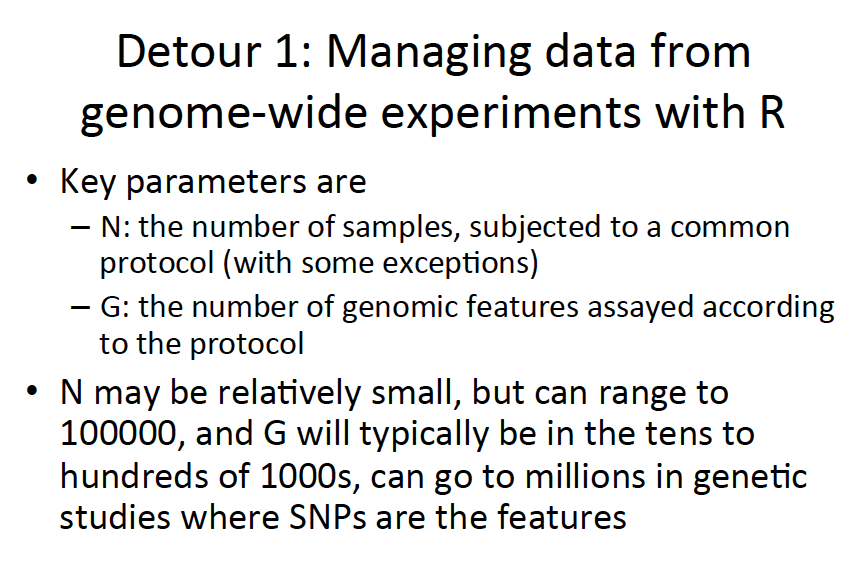 Detour 1: Managing data from
genome-wide experiments with R
• Key parameters are
– N: the number of samples, subjected to a common
protocol (with some exceptions)
– G: the number of genomic features assayed according
to the protocol
• N may be relatively small, but can range to
100000, and G will typically be in the tens to
hundreds of 1000s, can go to millions in genetic
studies where SNPs are the features